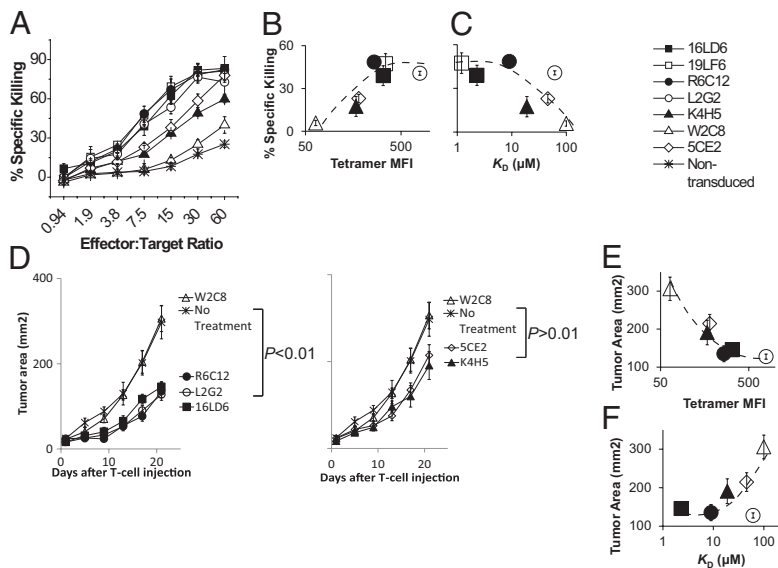 A
% Specific Killing
90
60
30
0
0.94
1.9
3.8
7.5
15
30
60
Effector:Target Ratio
B
% Specific Killing
60
40
20
0
50
500
Tetramer MFI
C
1
10
100
KD (µM)
16LD6
19LF6
R6C12
L2G2
K4H5
W2C8
5CE2
Non-
transduced
D
Tumor area (mm2)
400
200
0
0
10
20
Days after T-cell injection
W2C8
No
Treatment
P<0.01
R6C12
L2G2
16LD6
0
10
20
Days after T-cell injection
W2C8
No
Treatment
P>0.01
5CE2
K4H5
E
Tumor Area (mm2)
300
200
100
50
500
Tetramer MFI
F
Tumor Area (mm2)
300
200
100
1
10
100
KD (µM)